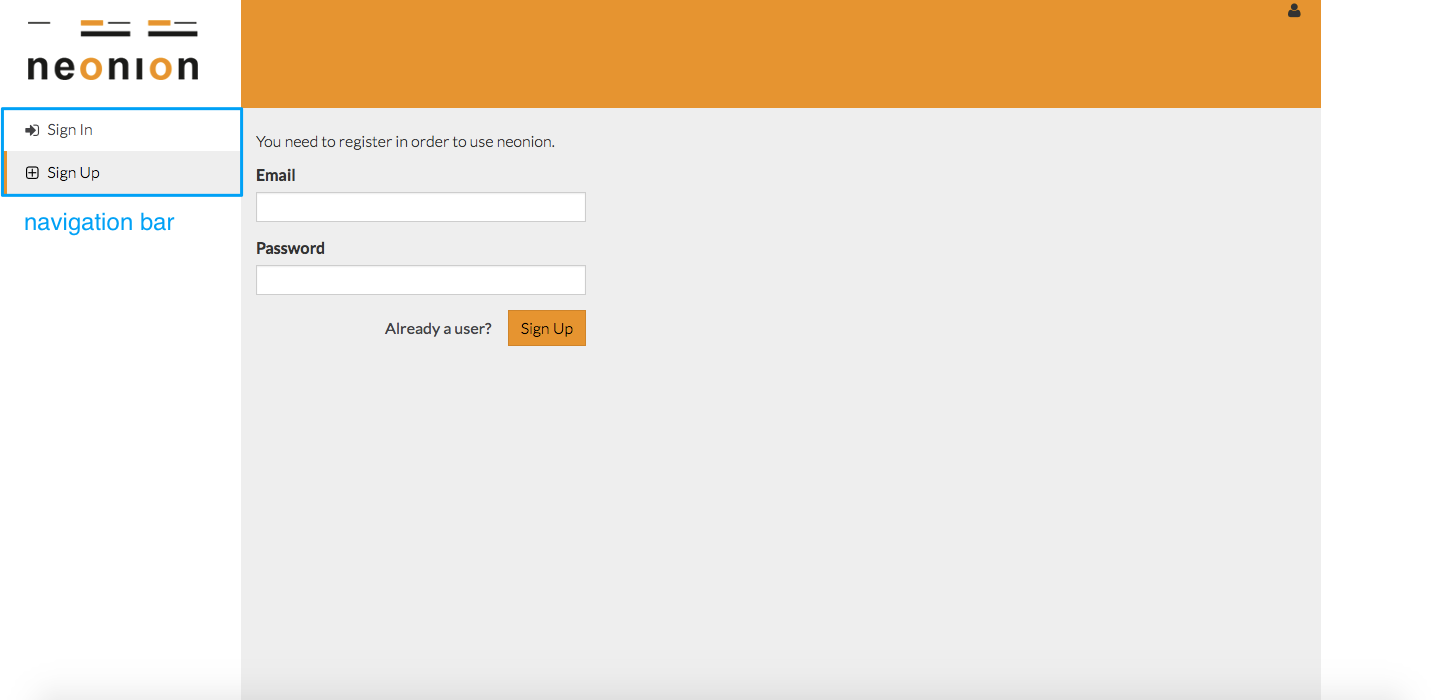 neonion
Sign In
Sign Up
navigation bar
You need to register in order to use neonion.
Email
Password
Already a user? Sign Up